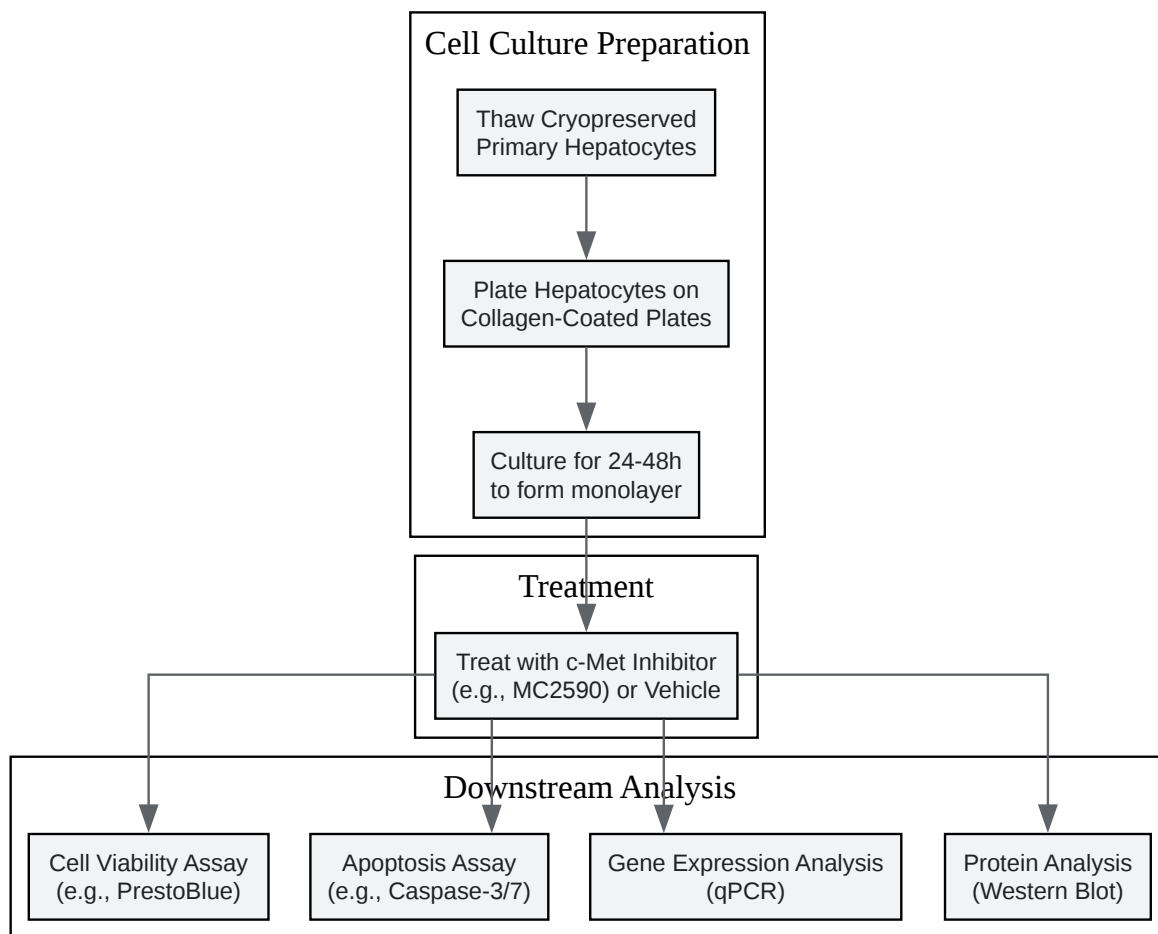 Cell Culture Preparation
Thaw Cryopreserved
Primary Hepatocytes
Plate Hepatocytes on
Collagen-Coated Plates
Culture for 24-48h
to form monolayer
Treatment
Treat with c-Met Inhibitor
(e.g., MC2590) or Vehicle
Downstream Analysis
Cell Viability Assay
(e.g., PrestoBlue)
Apoptosis Assay
(e.g., Caspase-3/7)
Gene Expression Analysis
(qPCR)
Protein Analysis
(Western Blot)